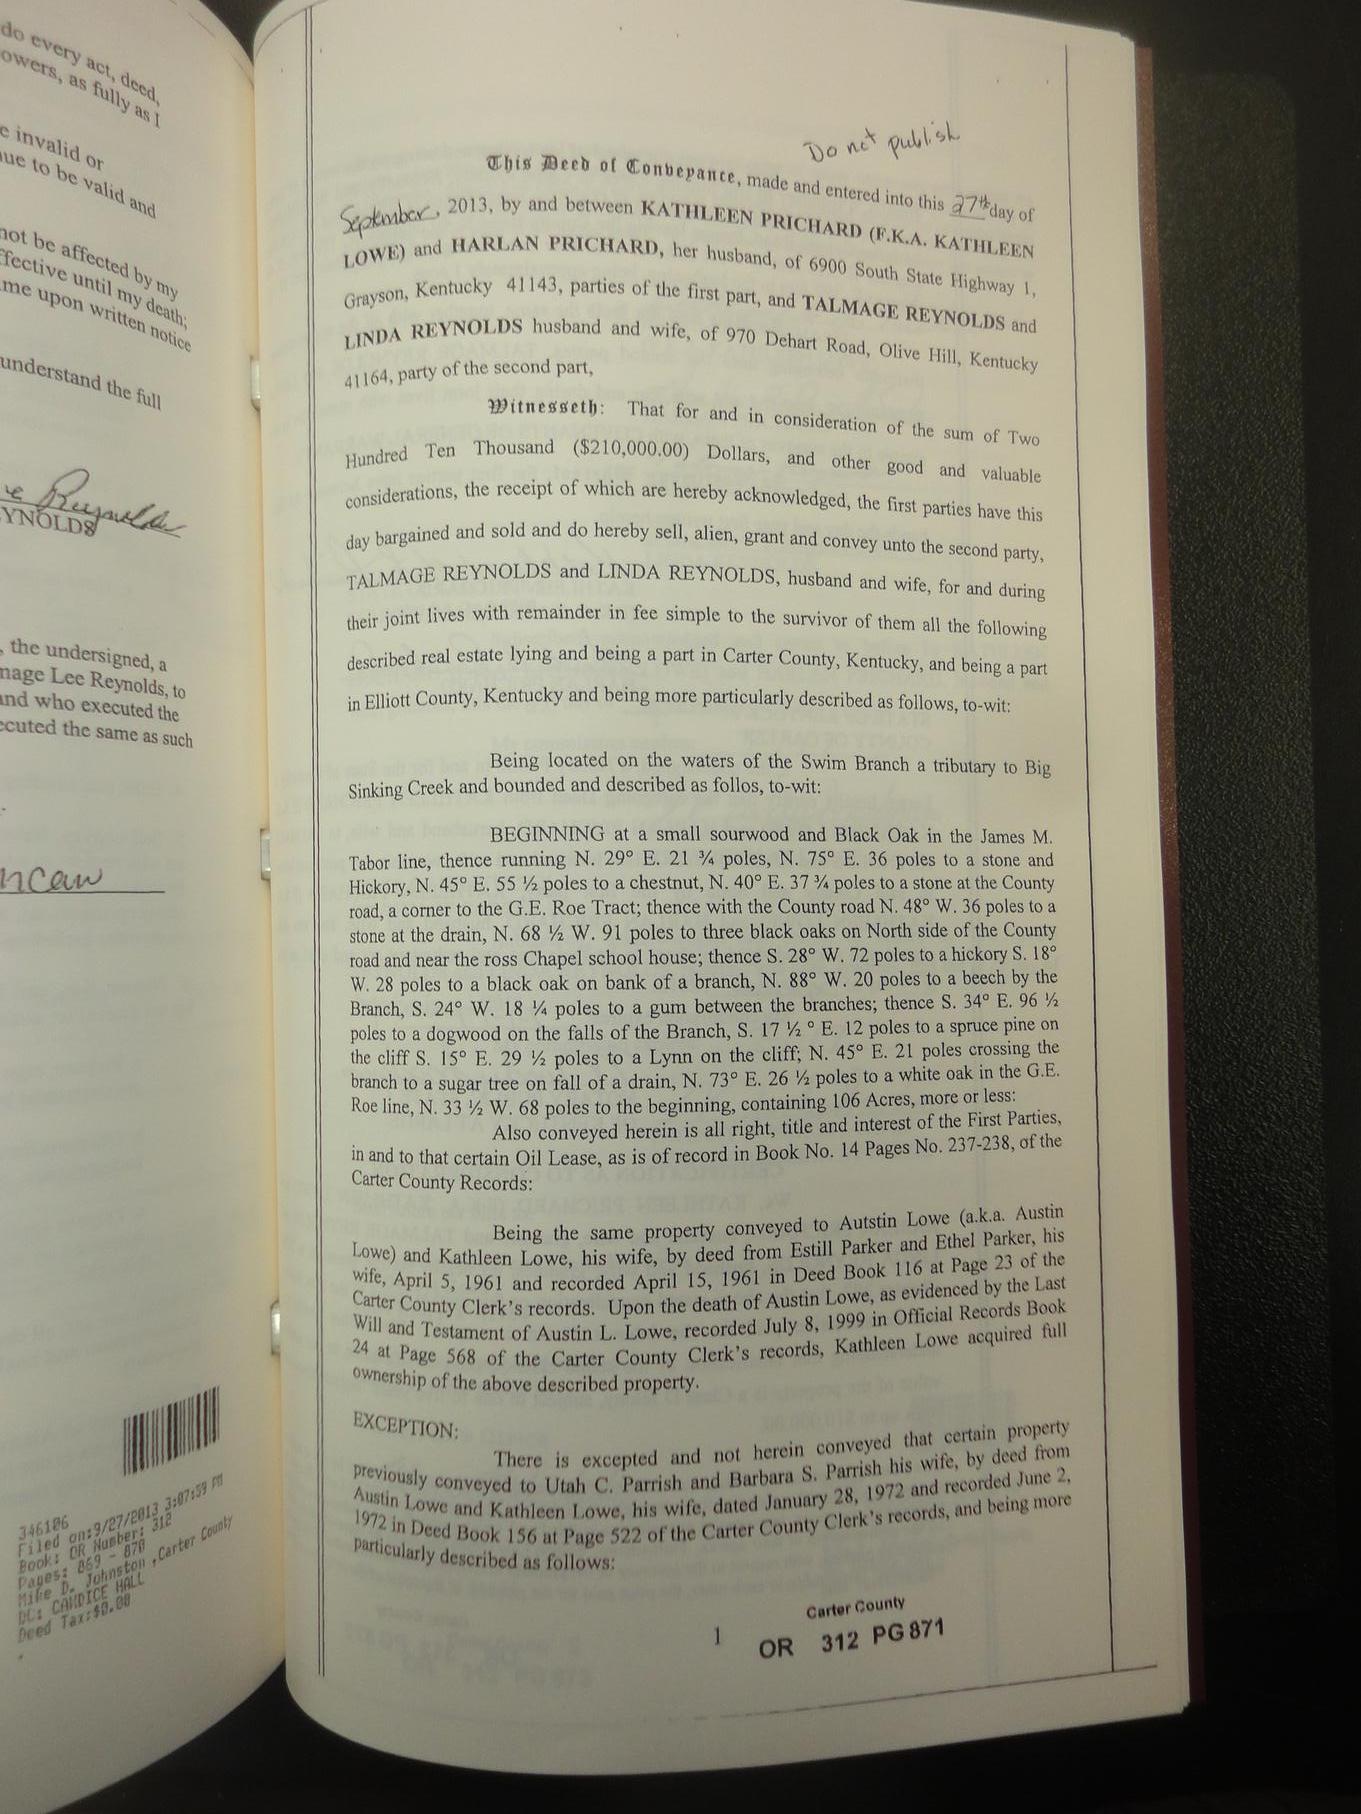 do every act, deed,
owers, as fully as I
e invalid or
nue to be valid and
not be affected by my
ffective until my death;
ame upon written notice
understand the full
Reynolds
EYNOLDS
, the undersigned, a
mage Lee Reynolds, to
and who executed the
ecuted the same as such
ncan
346106
Filed on:9/27/2013 3:07:59 PM
Book: OR Number: 312
Pages: 869 - 870
Mike D. Johnston ,Carter County
DC: CANDICE HALL
Deed Tax:$0.00
Do not publish
This Deed of Conveyance, made and entered into this 27th day of
September, 2013, by and between KATHLEEN PRICHARD (F.K.A. KATHLEEN
LOWE) and HARLAN PRICHARD, her husband, of 6900 South State Highway 1,
Grayson, Kentucky 41143, parties of the first part, and TALMAGE REYNOLDS and
LINDA REYNOLDS husband and wife, of 970 Dehart Road, Olive Hill, Kentucky
41164, party of the second part,
Witnesseth: That for and in consideration of the sum of Two
Hundred Ten Thousand ($210,000.00) Dollars, and other good and valuable
considerations, the receipt of which are hereby acknowledged, the first parties have this
day bargained and sold and do hereby sell, alien, grant and convey unto the second party,
TALMAGE REYNOLDS and LINDA REYNOLDS, husband and wife, for and during
their joint lives with remainder in fee simple to the survivor of them all the following
described real estate lying and being a part in Carter County, Kentucky, and being a part
in Elliott County, Kentucky and being more particularly described as follows, to-wit:
Being located on the waters of the Swim Branch a tributary to Big
Sinking Creek and bounded and described as follos, to-wit:
BEGINNING at a small sourwood and Black Oak in the James M.
Tabor line, thence running N. 29° E. 21 ¾ poles, N. 75° E. 36 poles to a stone and
Hickory, N. 45° E. 55 ½ poles to a chestnut, N. 40° E. 37 ¾ poles to a stone at the County
road, a corner to the G.E. Roe Tract; thence with the County road N. 48° W. 36 poles to a
stone at the drain, N. 68 ½ W. 91 poles to three black oaks on North side of the County
road and near the ross Chapel school house; thence S. 28° W. 72 poles to a hickory S. 18°
W. 28 poles to a black oak on bank of a branch, N. 88° W. 20 poles to a beech by the
Branch, S. 24° W. 18 ¼ poles to a gum between the branches; thence S. 34° E. 96 ½
poles to a dogwood on the falls of the Branch, S. 17 ½ ° E. 12 poles to a spruce pine on
the cliff S. 15° E. 29 ½ poles to a Lynn on the cliff; N. 45° E. 21 poles crossing the
branch to a sugar tree on fall of a drain, N. 73° E. 26 ½ poles to a white oak in the G.E.
Roe line, N. 33 ½ W. 68 poles to the beginning, containing 106 Acres, more or less:
Also conveyed herein is all right, title and interest of the First Parties,
in and to that certain Oil Lease, as is of record in Book No. 14 Pages No. 237-238, of the
Carter County Records:
Being the same property conveyed to Autstin Lowe (a.k.a. Austin
Lowe) and Kathleen Lowe, his wife, by deed from Estill Parker and Ethel Parker, his
wife, April 5, 1961 and recorded April 15, 1961 in Deed Book 116 at Page 23 of the
Carter County Clerk's records. Upon the death of Austin Lowe, as evidenced by the Last
Will and Testament of Austin L. Lowe, recorded July 8, 1999 in Official Records Book
24 at Page 568 of the Carter County Clerk's records, Kathleen Lowe acquired full
ownership of the above described property.
EXCEPTION:
There is excepted and not herein conveyed that certain property
previously conveyed to Utah C. Parrish and Barbara S. Parrish his wife, by deed from
Austin Lowe and Kathleen Lowe, his wife, dated January 28, 1972 and recorded June 2,
1972 in Deed Book 156 at Page 522 of the Carter County Clerk's records, and being more
particularly described as follows:
1
Carter County
OR 312 PG 871